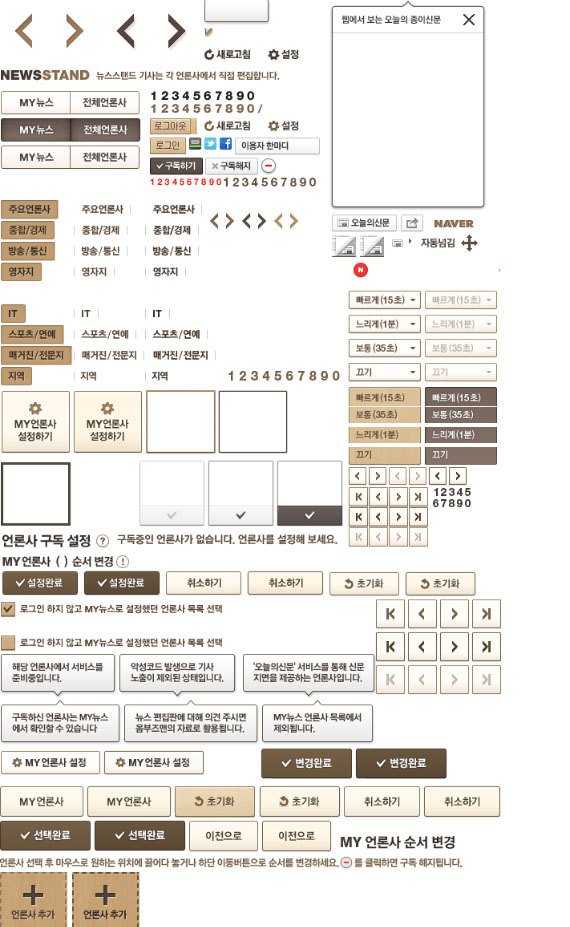 웹에서 보는 오늘의 종이신문
새로고침 설정
NEWSSTAND 뉴스스탠드 기사는 각 언론사에서 직접 편집합니다.
MY뉴스 전체언론사
1 2 3 4 5 6 7 8 9 0
1 2 3 4 5 6 7 8 9 0 /
MY뉴스 전체언론사
로그아웃 새로고침 설정
로그인 이용자 한마디
MY뉴스 전체언론사
구독하기 구독해지
1 2 3 4 5 6 7 8 9 0 1 2 3 4 5 6 7 8 9 0
주요언론사 주요언론사 주요언론사
오늘의신문 NAVER
종합/경제 종합/경제 종합/경제
자동넘김
방송/통신 방송/통신 방송/통신
영자지 영자지 영자지
N
빠르게(15초) 빠르게(15초)
IT IT IT
느리게(1분) 느리게(1분)
스포츠/연예 스포츠/연예 스포츠/연예
보통(35초) 보통(35초)
매거진/전문지 매거진/전문지 매거진/전문지
끄기 끄기
지역 지역 지역 1 2 3 4 5 6 7 8 9 0
빠르게(15초) 빠르게(15초)
보통(35초) 보통(35초)
느리게(1분) 느리게(1분)
끄기 끄기
MY언론사
설정하기
MY언론사
설정하기
1 2 3 4 5
6 7 8 9 0
언론사 구독 설정 ? 구독중인 언론사가 없습니다. 언론사를 설정해 보세요.
MY언론사 ( ) 순서 변경 !
설정완료 설정완료 취소하기 취소하기 초기화 초기화
로그인 하지 않고 MY뉴스로 설정했던 언론사 목록 선택
로그인 하지 않고 MY뉴스로 설정했던 언론사 목록 선택
해당 언론사에서 서비스를
준비중입니다.
악성코드 발생으로 기사
노출이 제외된 상태입니다.
'오늘의신문' 서비스를 통해 신문
지면을 제공하는 언론사입니다.
구독하신 언론사는 MY뉴스
에서 확인할 수 있습니다
뉴스 편집판에 대해 의견 주시면
옴부즈맨의 자료로 활용됩니다.
MY뉴스 언론사 목록에서
제외됩니다.
MY언론사 설정 MY언론사 설정 변경완료 변경완료
MY언론사 MY언론사 초기화 초기화 취소하기 취소하기
선택완료 선택완료 이전으로 이전으로 MY 언론사 순서 변경
언론사 선택 후 마우스로 원하는 위치에 끌어다 놓거나 하단 이동버튼으로 순서를 변경하세요. 를 클릭하면 구독 해지됩니다.
언론사 추가 언론사 추가